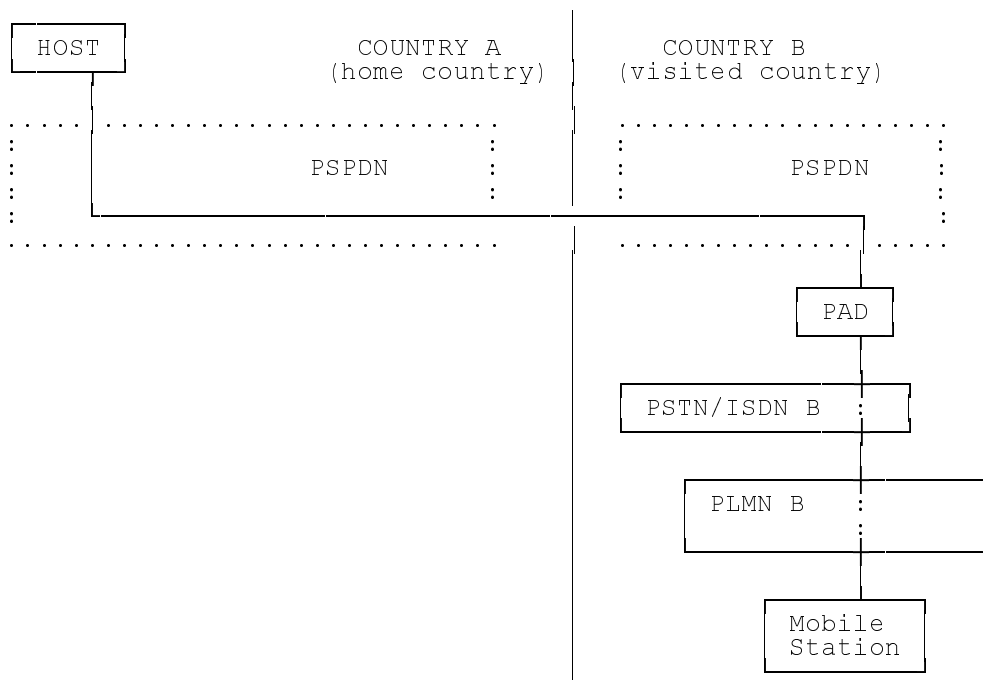 HOST
COUNTRY A
(home country)
COUNTRY B
(visited country)
PSPDN
PSPDN
PAD
PSTN/ISDN B
PLMN B
Mobile
Station